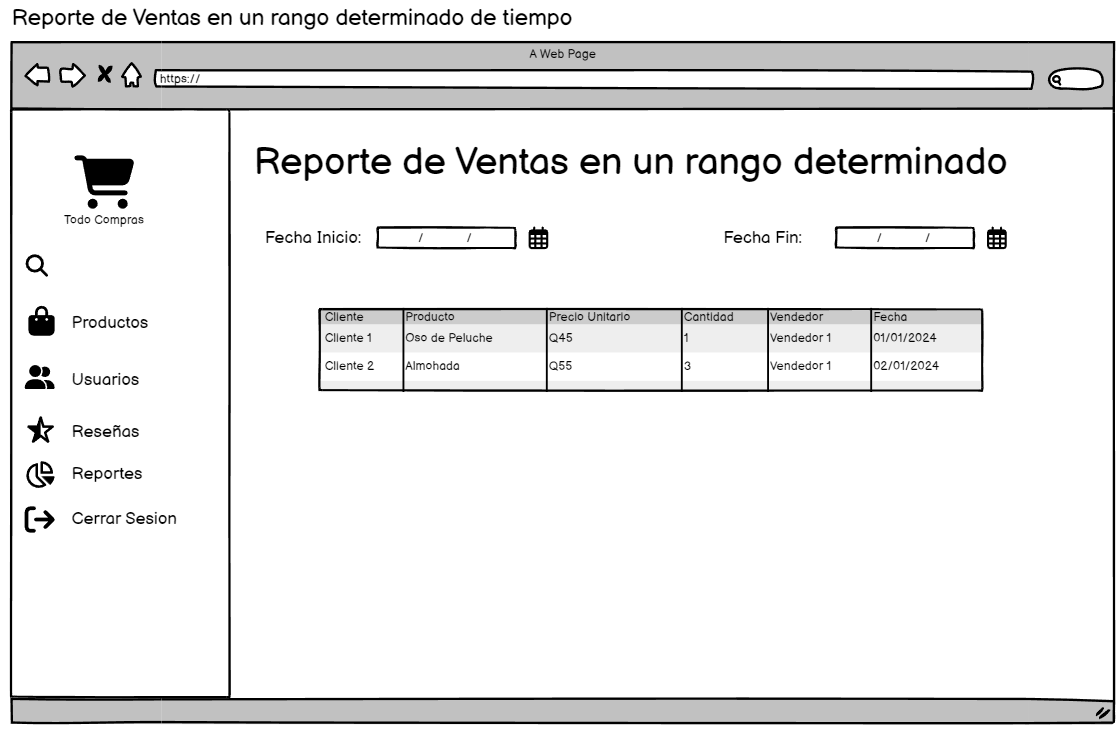 Reporte de Ventas en un rango determinado de tiempo
A Web Page
https://
Todo Compras
Productos
Usuarios
Reseñas
Reportes
Cerrar Sesion
Reporte de Ventas en un rango determinado
Fecha Inicio: / / Fecha Fin: / /
Cliente Producto Precio Unitario Cantidad Vendedor Fecha
Cliente 1 Oso de Peluche Q45 1 Vendedor 1 01/01/2024
Cliente 2 Almohada Q55 3 Vendedor 1 02/01/2024